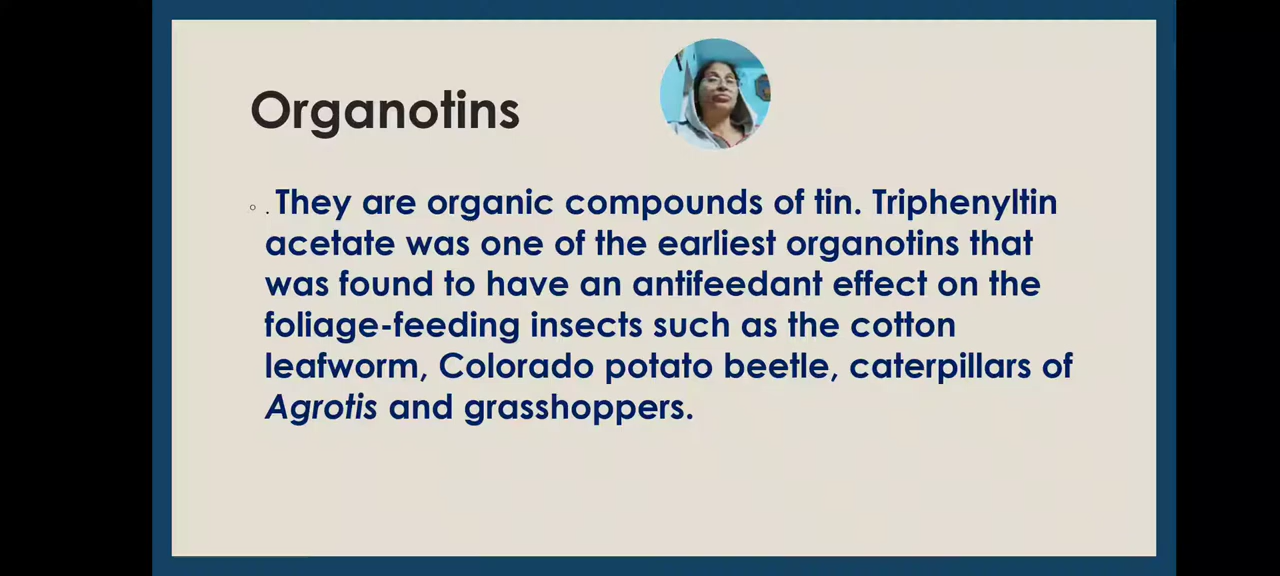 Organotins
. They are organic compounds of tin. Triphenyltin
acetate was one of the earliest organotins that
was found to have an antifeedant effect on the
foliage-feeding insects such as the cotton
leafworm, Colorado potato beetle, caterpillars of
Agrotis and grasshoppers.